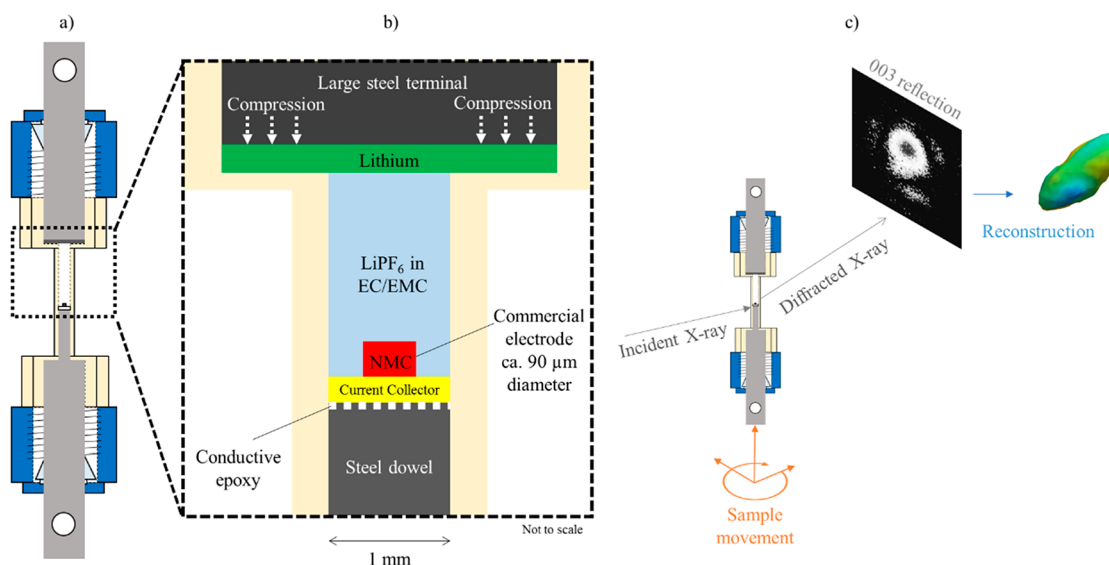 a)
b)
c)
Large steel terminal
Compression
Compression
Lithium
LiPF6 in
EC/EMC
Commercial
electrode
ca. 90 µm
diameter
NMC
Current Collector
Conductive
epoxy
Steel dowel
Not to scale
1 mm
003 reflection
Reconstruction
Incident X-ray
Diffracted X-ray
Sample
movement